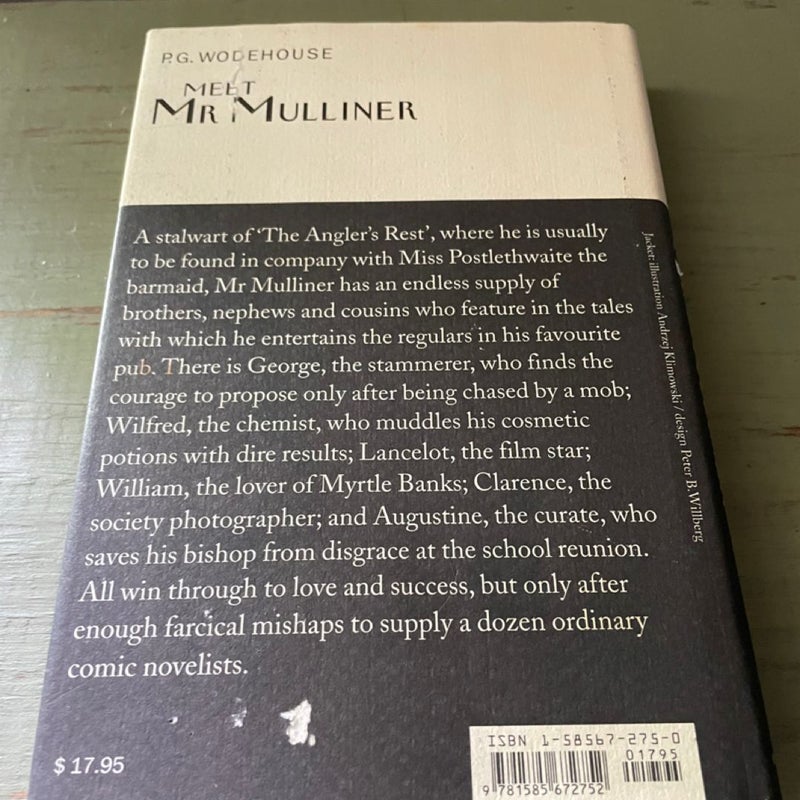 P.G. WODEHOUSE
MEET
MR MULLINER
A stalwart of 'The Angler's Rest', where he is usually
to be found in company with Miss Postlethwaite the
barmaid, Mr Mulliner has an endless supply of
brothers, nephews and cousins who feature in the tales
with which he entertains the regulars in his favourite
pub. There is George, the stammerer, who finds the
courage to propose only after being chased by a mob;
Wilfred, the chemist, who muddles his cosmetic
potions with dire results; Lancelot, the film star;
William, the lover of Myrtle Banks; Clarence, the
society photographer; and Augustine, the curate, who
saves his bishop from disgrace at the school reunion.
All win through to love and success, but only after
enough farcical mishaps to supply a dozen ordinary
comic novelists.
Jacket: illustration Andrzej Klimowski / design Peter B.Willberg
$ 17.95
ISBN 1-58567-275-0
01795
9 781585 672752